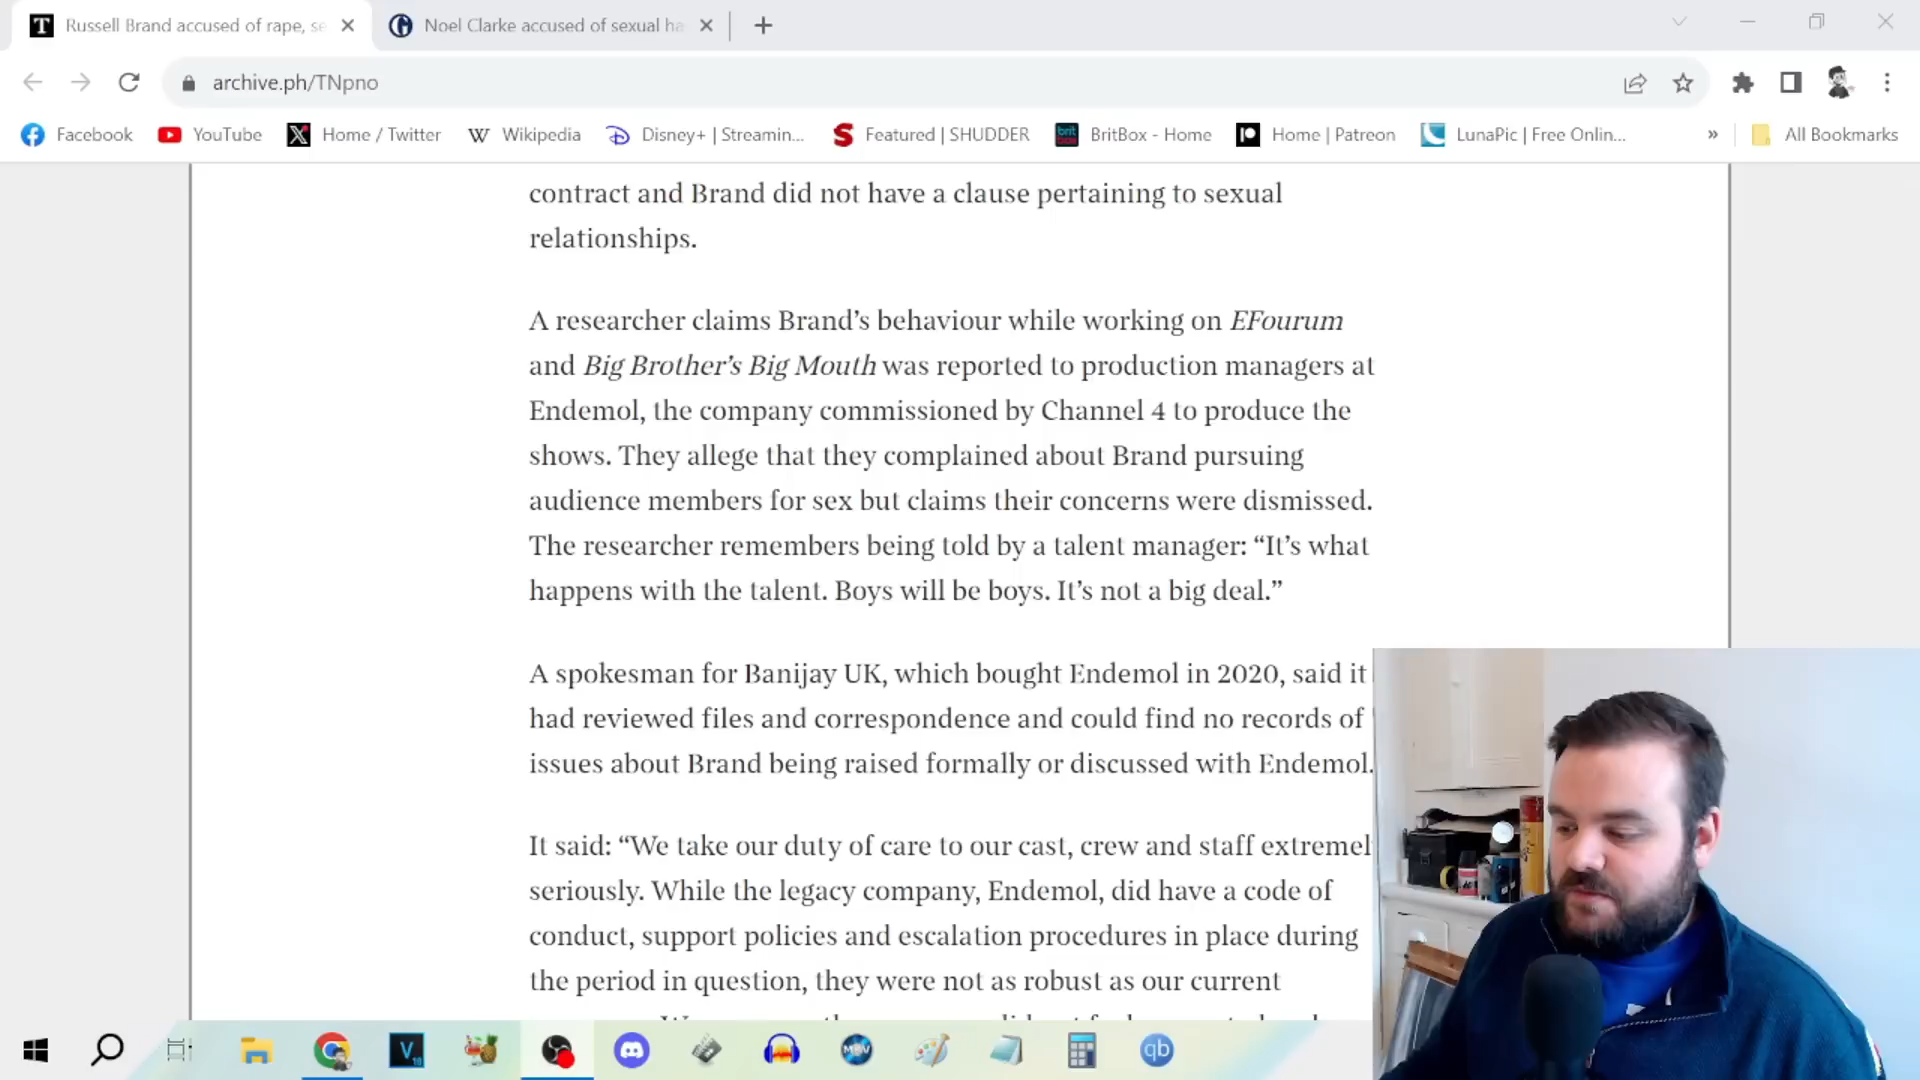 Russell Brand accused of rape, se
Noel Clarke accused of sexual ha
archive.ph/TNpno
Facebook
YouTube
Home / Twitter
Wikipedia
Disney+ | Streamin...
Featured | SHUDDER
BritBox - Home
Home | Patreon
LunaPic | Free Onlin...
»
All Bookmarks
contract and Brand did not have a clause pertaining to sexual
relationships.
A researcher claims Brand’s behaviour while working on EFourum
and Big Brother’s Big Mouth was reported to production managers at
Endemol, the company commissioned by Channel 4 to produce the
shows. They allege that they complained about Brand pursuing
audience members for sex but claims their concerns were dismissed.
The researcher remembers being told by a talent manager: “It’s what
happens with the talent. Boys will be boys. It’s not a big deal.”
A spokesman for Banijay UK, which bought Endemol in 2020, said it
had reviewed files and correspondence and could find no records of
issues about Brand being raised formally or discussed with Endemol.
It said: “We take our duty of care to our cast, crew and staff extremel
seriously. While the legacy company, Endemol, did have a code of
conduct, support policies and escalation procedures in place during
the period in question, they were not as robust as our current